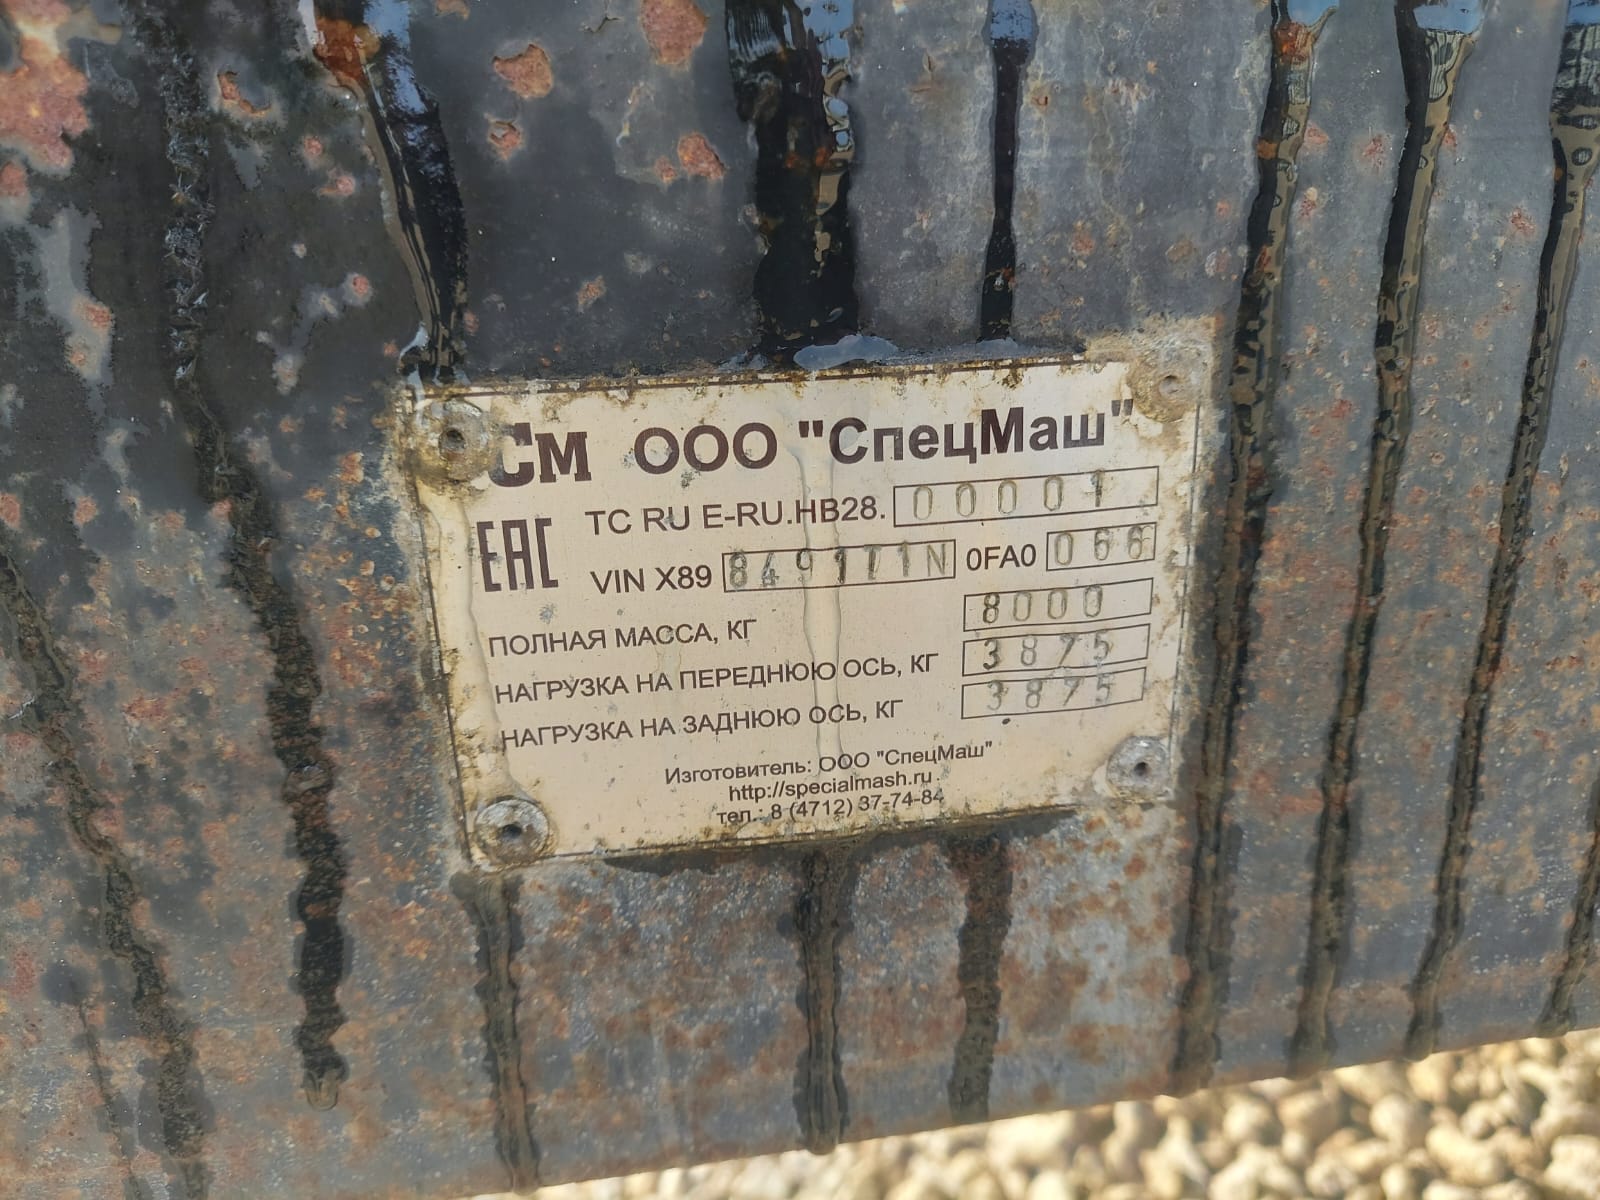 СМ ООО "СпецМаш"
ТС RU E-RU.HB28. 00001
EAC
VIN X89 849171N 0FA0 066
ПОЛНАЯ МАССА, КГ 8000
НАГРУЗКА НА ПЕРЕДНЮЮ ОСЬ, КГ 3875
НАГРУЗКА НА ЗАДНЮЮ ОСЬ, КГ 3875
Изготовитель: ООО "СпецМаш"
http://specialmash.ru
тел.: 8 (4712) 37-74-84